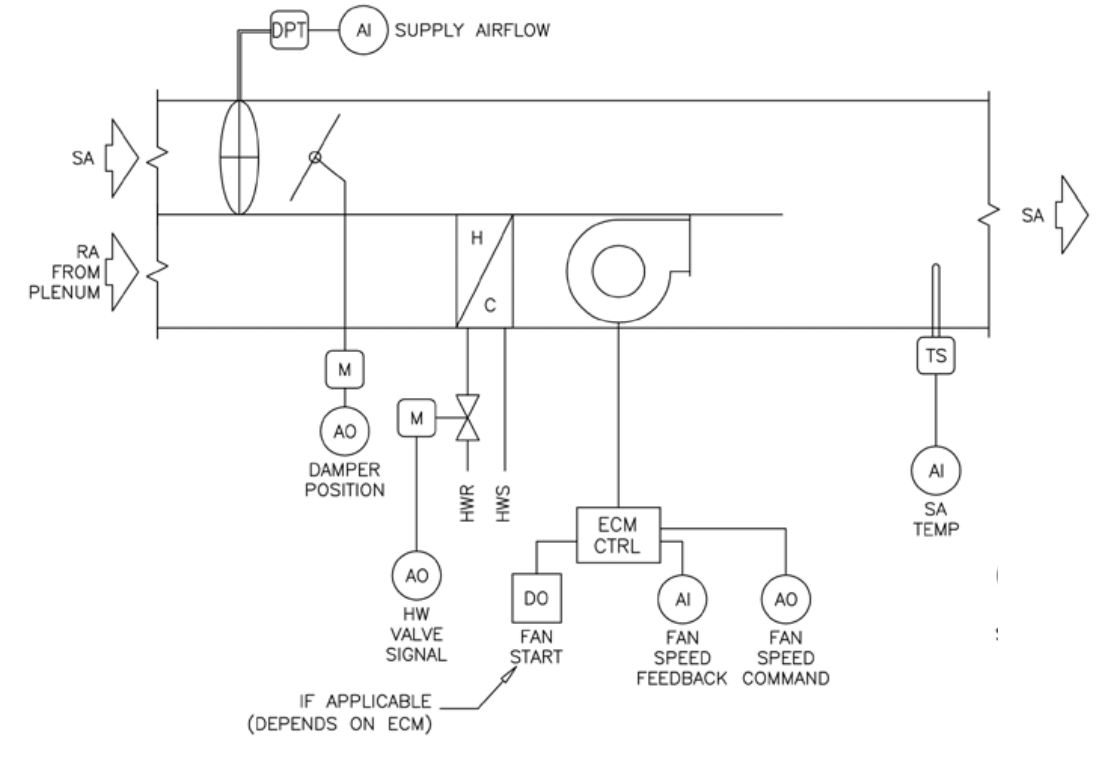 DPT
AI
SUPPLY AIRFLOW
SA
SA
RA
FROM
PLENUM
H
C
M
AO
DAMPER
POSITION
M
HWR
HWS
TS
AI
SA
TEMP
ECM
CTRL
AO
HW
VALVE
SIGNAL
DO
FAN
START
AI
FAN
SPEED
FEEDBACK
AO
FAN
SPEED
COMMAND
IF APPLICABLE
(DEPENDS ON ECM)